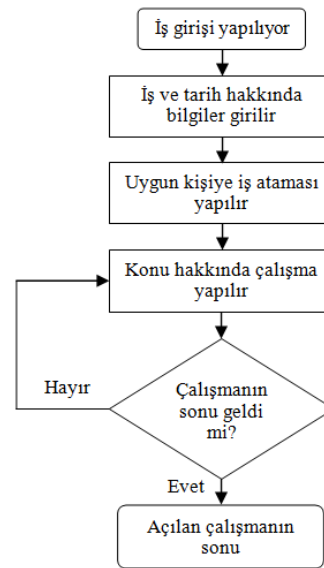 İş girişi yapılıyor
İş ve tarih hakkında
bilgiler girilir
Uygun kişiye iş ataması
yapılır
Konu hakkında çalışma
yapılır
Hayır
Çalışmanın
sonu geldi
mi?
Evet
Açılan çalışmanın
sonu